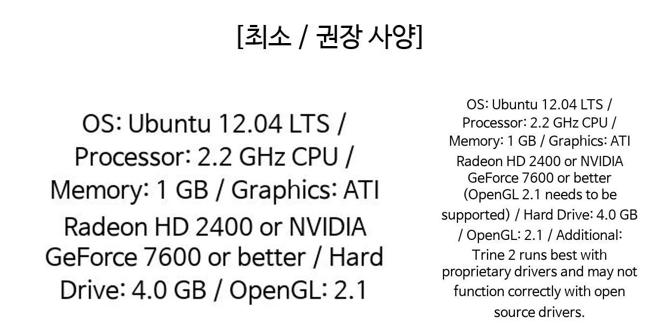 [최소 / 권장 사양]
OS: Ubuntu 12.04 LTS /
Processor: 2.2 GHz CPU /
Memory: 1 GB / Graphics: ATI
Radeon HD 2400 or NVIDIA
GeForce 7600 or better / Hard
Drive: 4.0 GB / OpenGL: 2.1
OS: Ubuntu 12.04 LTS /
Processor: 2.2 GHz CPU /
Memory: 1 GB / Graphics: ATI
Radeon HD 2400 or NVIDIA
GeForce 7600 or better
(OpenGL 2.1 needs to be
supported) / Hard Drive: 4.0 GB
/ OpenGL: 2.1 / Additional:
Trine 2 runs best with
proprietary drivers and may not
function correctly with open
source drivers.